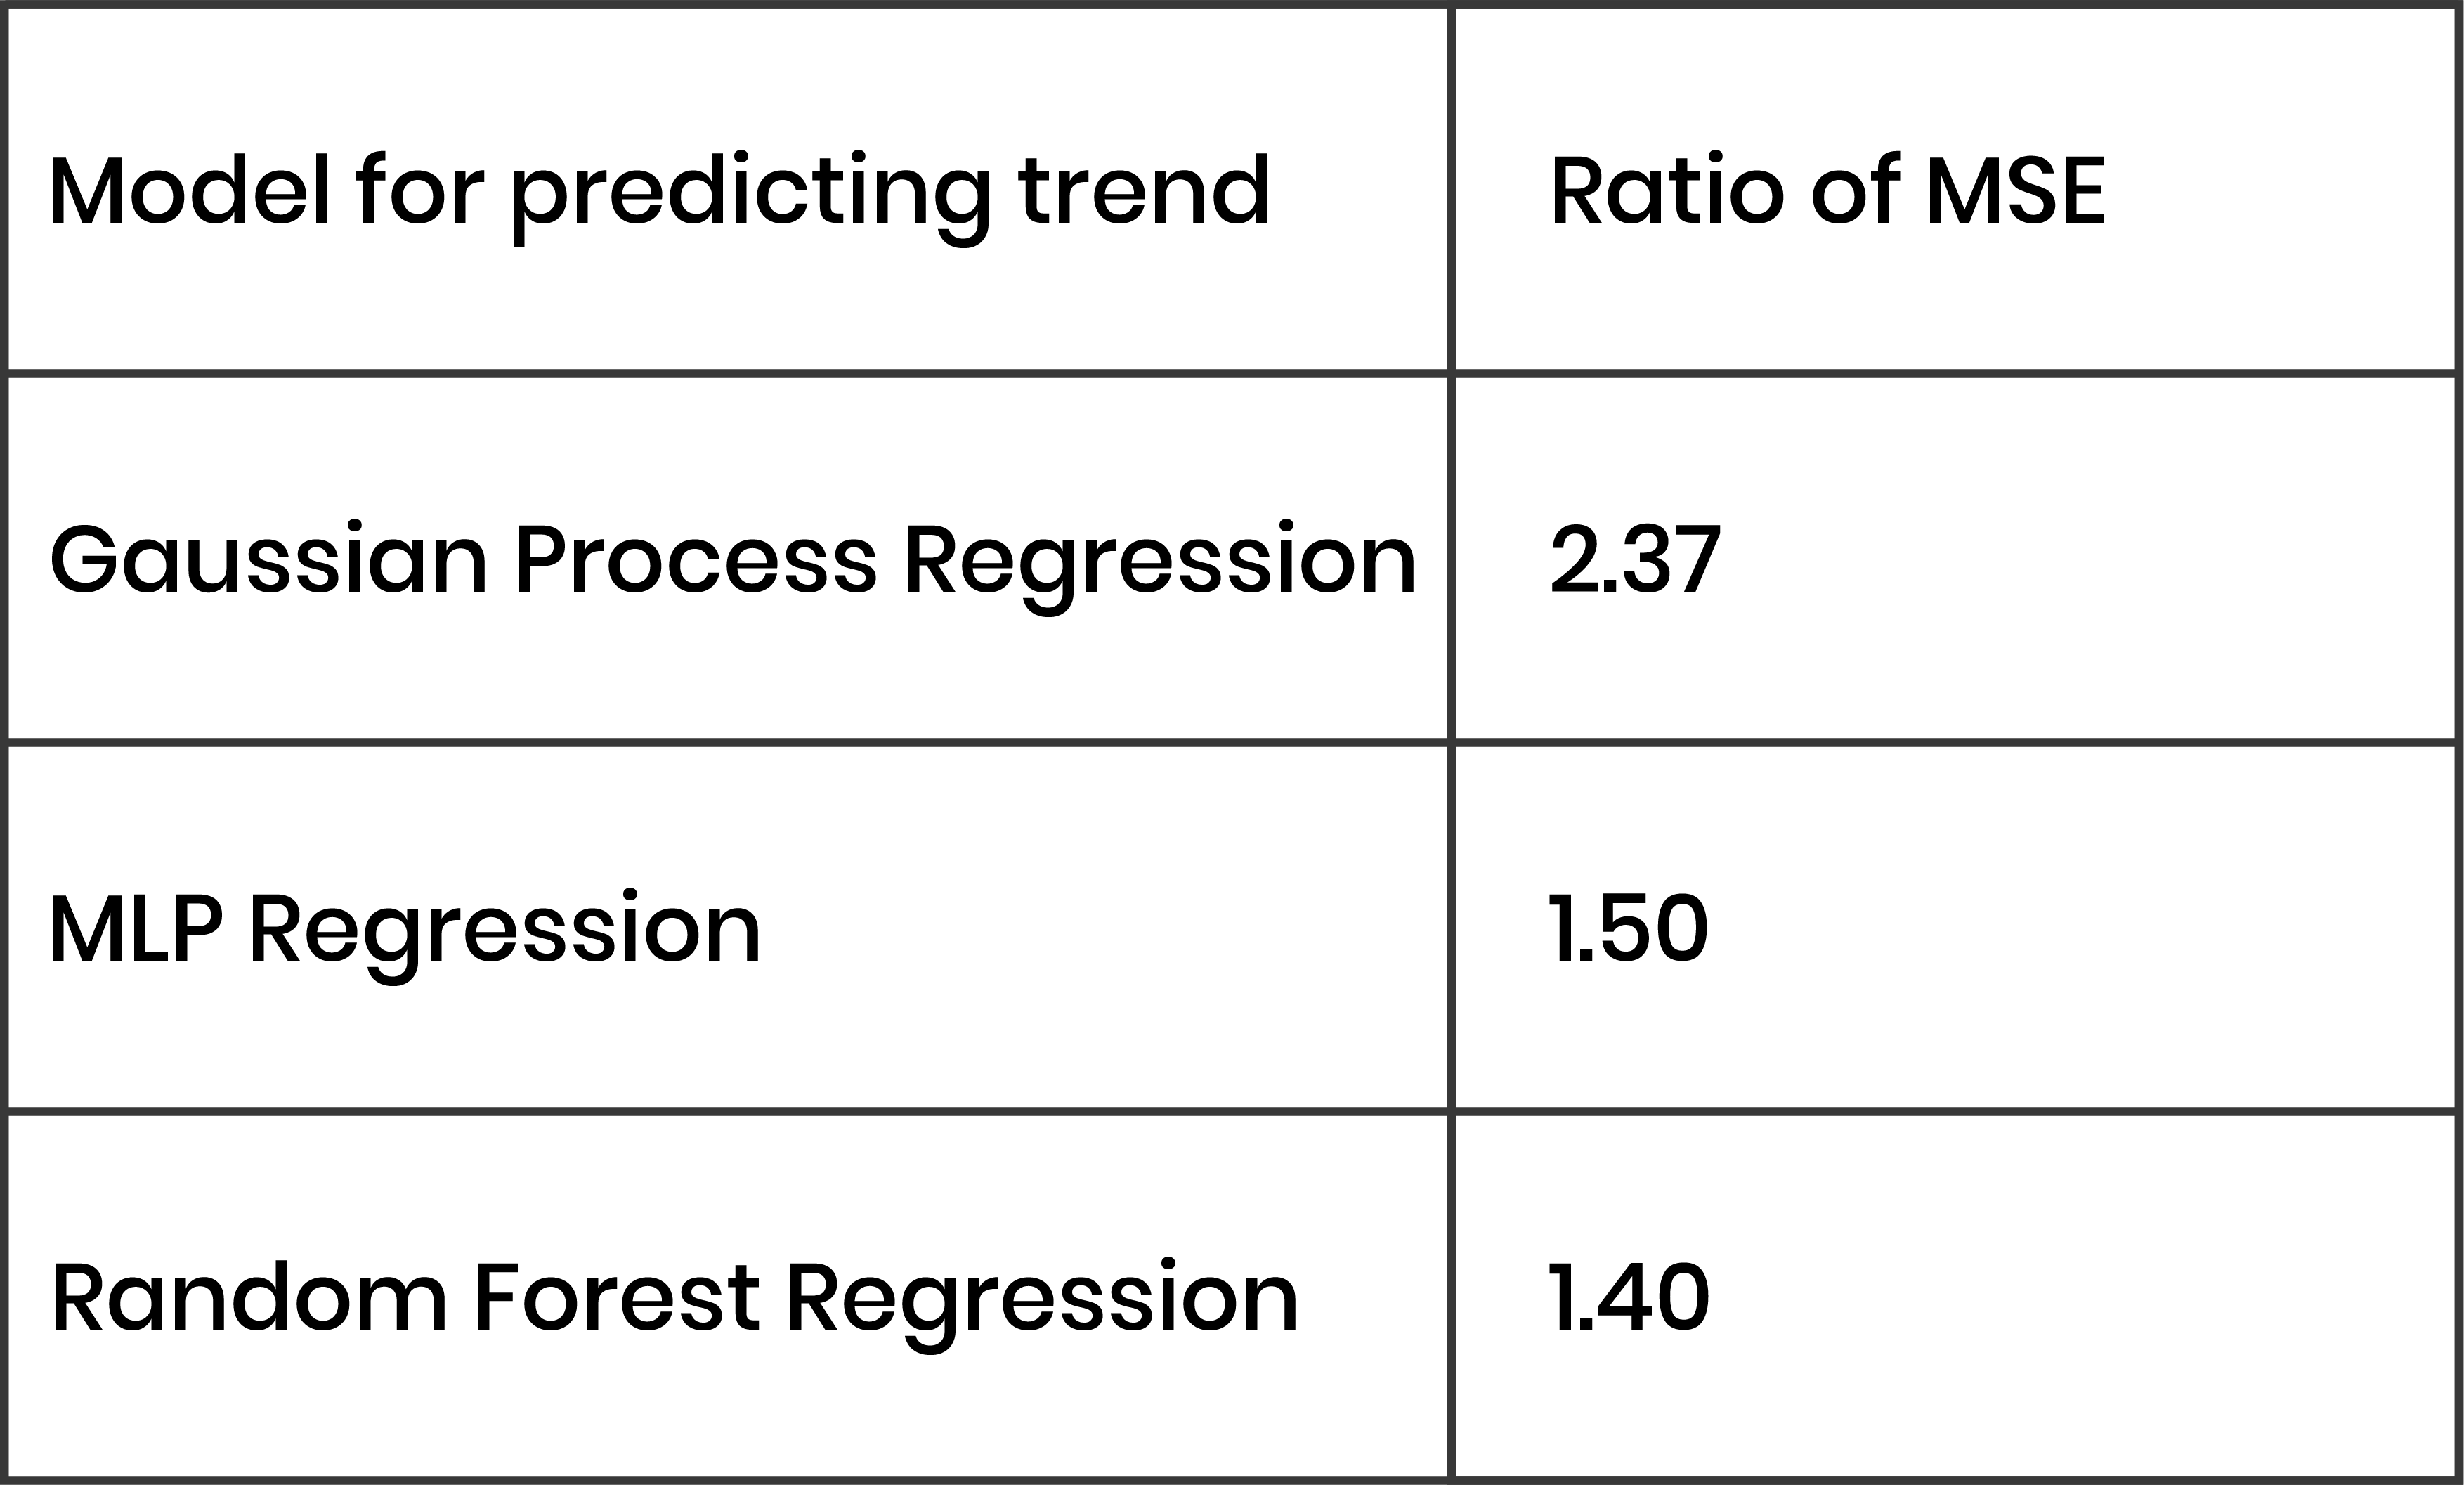 Model for predicting trend Ratio of MSE
Gaussian Process Regression 2.37
MLP Regression 1.50
Random Forest Regression 1.40